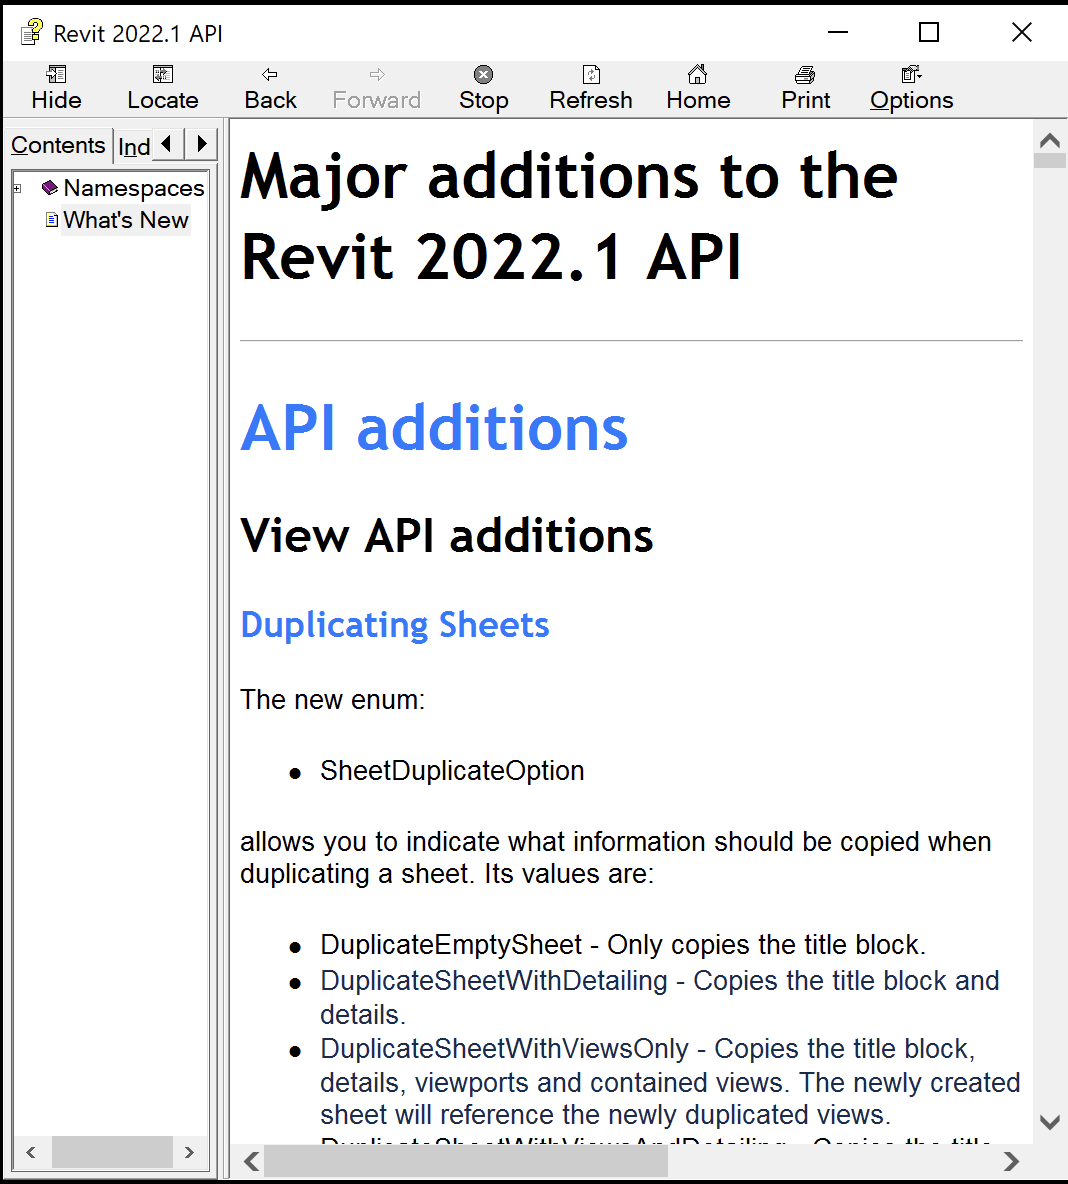 Revit 2022.1 API
Hide Locate Back Forward Stop Refresh Home Print Options
Contents Ind
Namespaces
What's New
Major additions to the
Revit 2022.1 API
API additions
View API additions
Duplicating Sheets
The new enum:
SheetDuplicateOption
allows you to indicate what information should be copied when
duplicating a sheet. Its values are:
DuplicateEmptySheet - Only copies the title block.
DuplicateSheetWithDetailing - Copies the title block and
details.
DuplicateSheetWithViewsOnly - Copies the title block,
details, viewports and contained views. The newly created
sheet will reference the newly duplicated views.
DuplicateSheetWithViewsAndDetailing - Copies the title